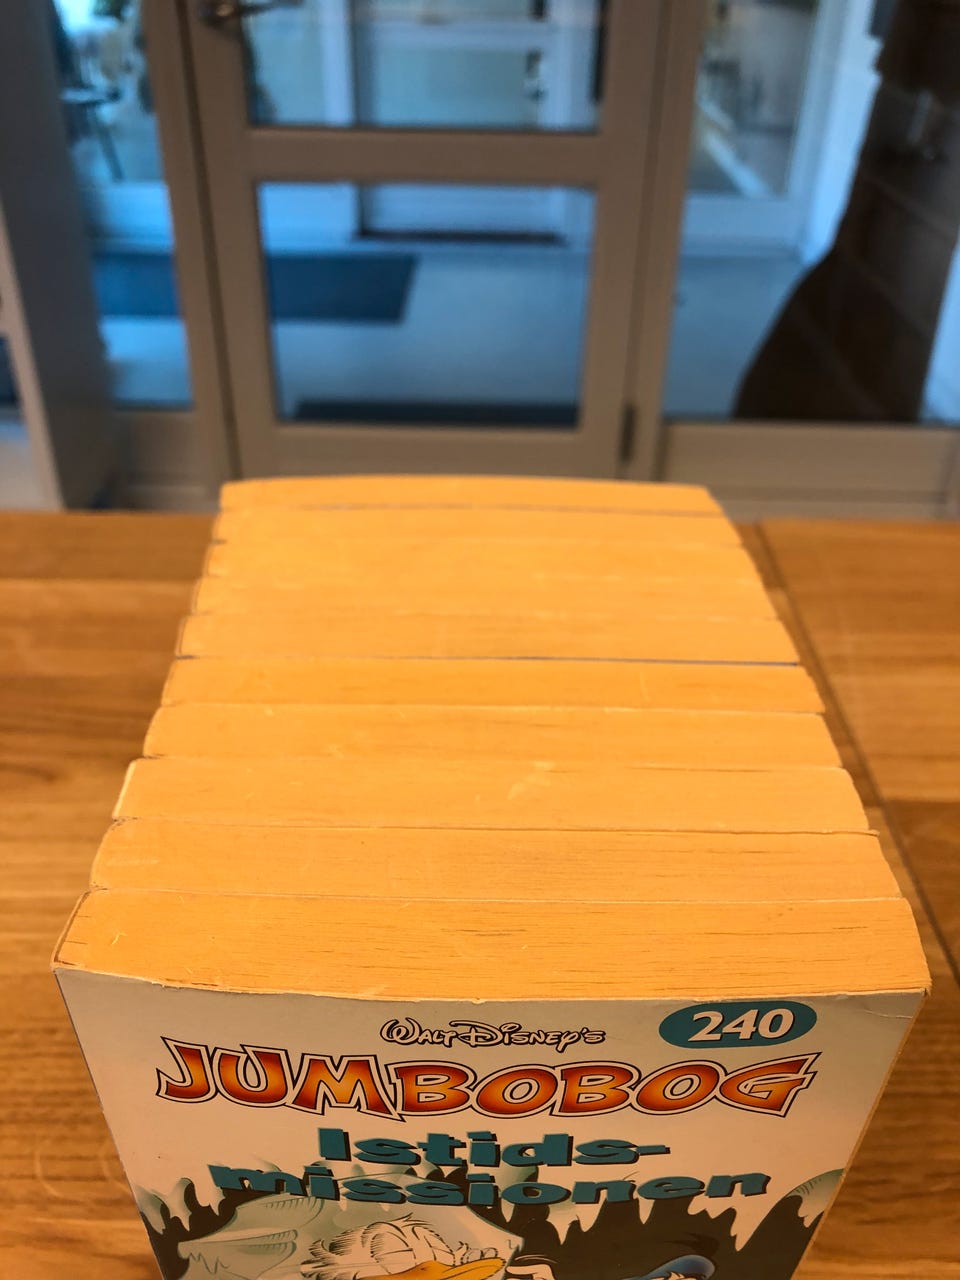 Walt Disney's
240
JUMBOBOG
Istids-
missionen